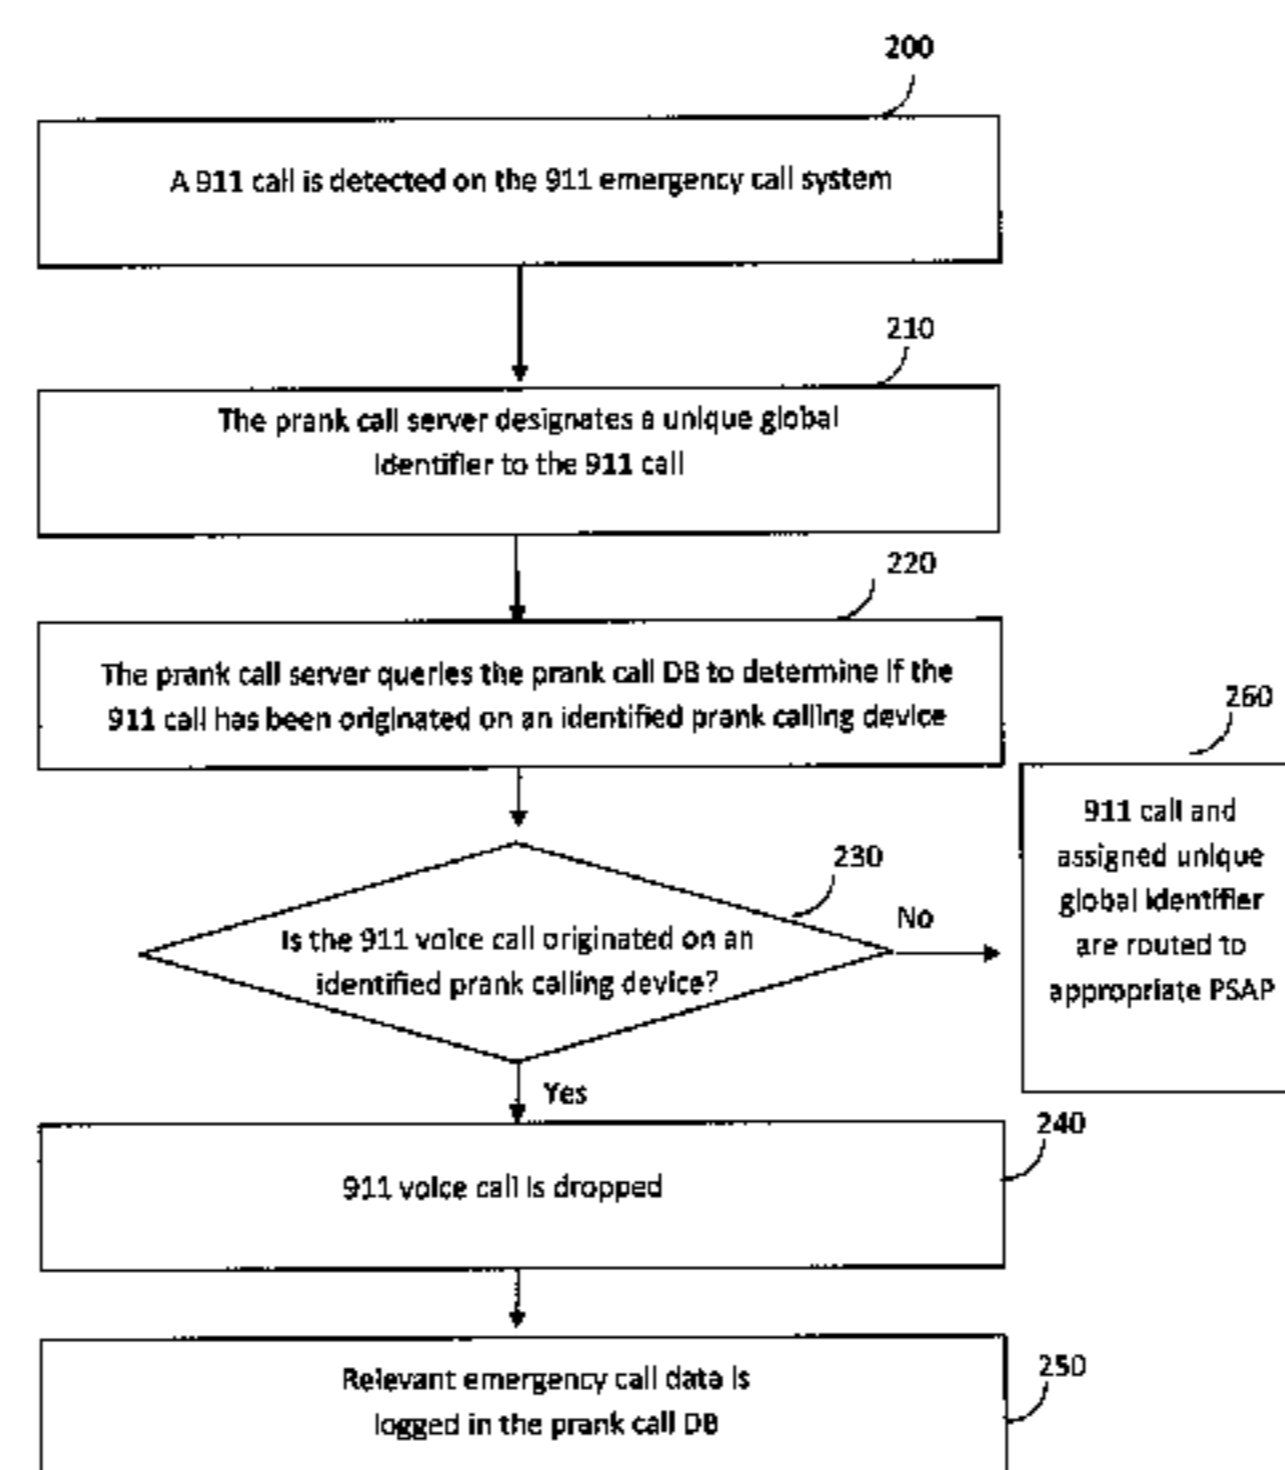 200
A 911 call is detected on the 911 emergency call system
210
The prank call server designates a unique global
identifier to the 911 call
220
The prank call server queries the prank call DB to determine if the
911 call has been originated on an identified prank calling device
260
911 call and
assigned unique
global identifier
are routed to
appropriate PSAP
230
Is the 911 voice call originated on an
identified prank calling device?
No
Yes
240
911 voice call is dropped
250
Relevant emergency call data is
logged in the prank call DB